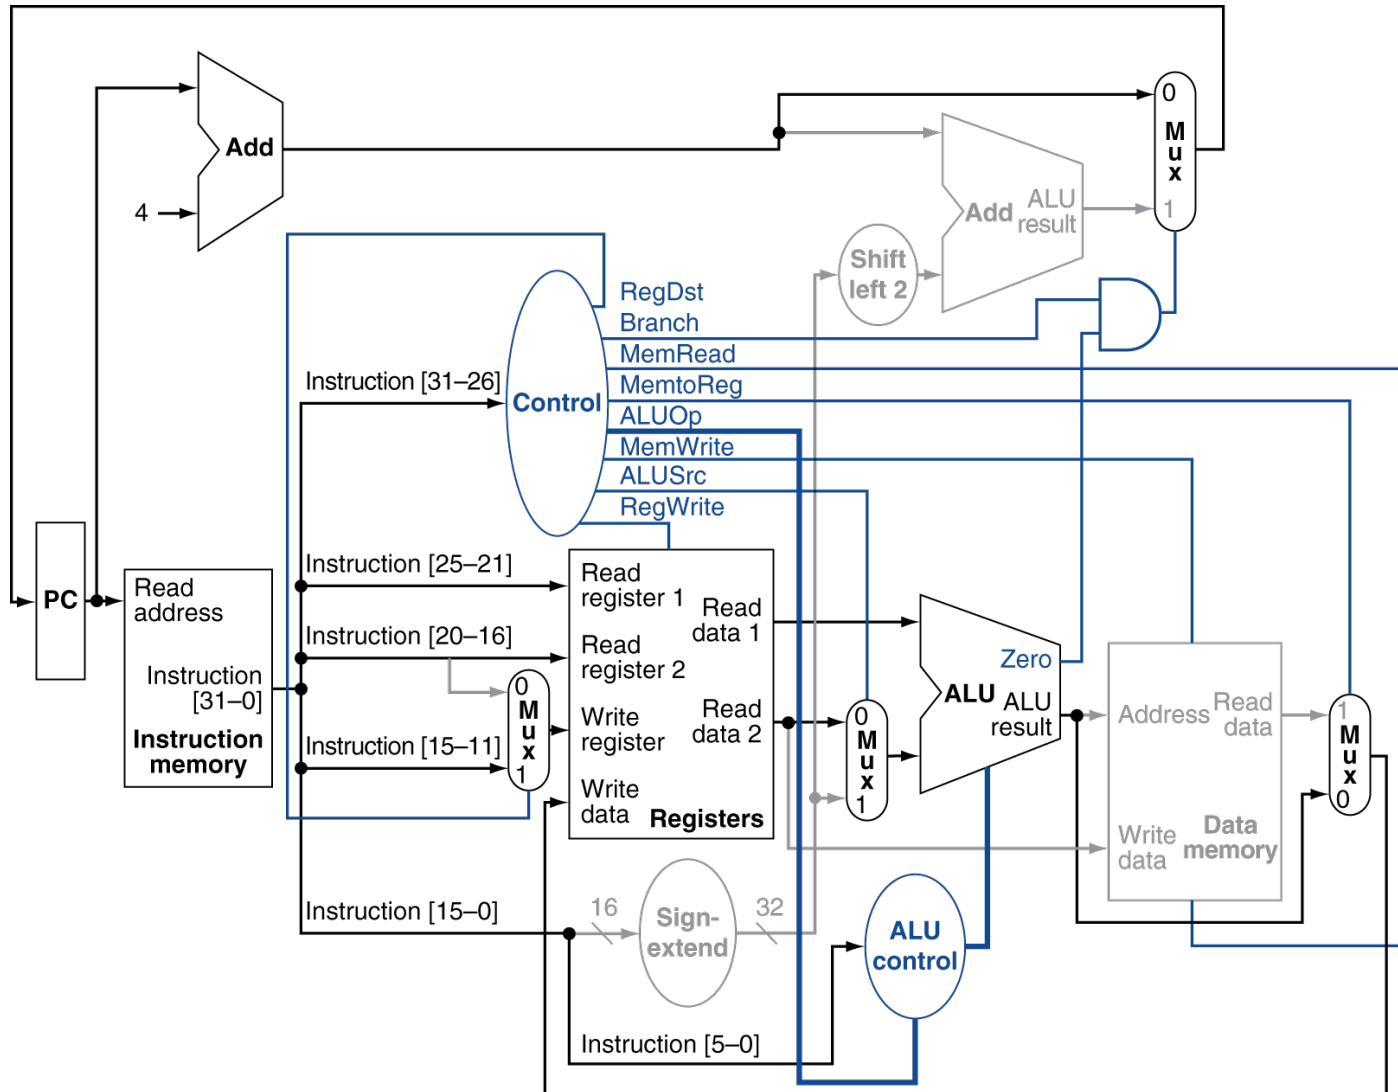 0
M
u
x
1
Add
4
Add
ALU
result
Shift
left 2
RegDst
Branch
MemRead
MemtoReg
ALUOp
MemWrite
ALUSrc
RegWrite
Instruction [31–26]
Control
Instruction [25–21]
Instruction [20–16]
Instruction [15–11]
Instruction [15–0]
Instruction [5–0]
PC
Read
address
Instruction
[31–0]
Instruction
memory
0
M
u
x
1
Read
register 1
Read
register 2
Write
register
Write
data
Read
data 1
Read
data 2
Registers
0
M
u
x
1
Zero
ALU
ALU
result
Address
Read
data
Write
data
Data
memory
1
M
u
x
0
16
Sign-
extend
32
ALU
control